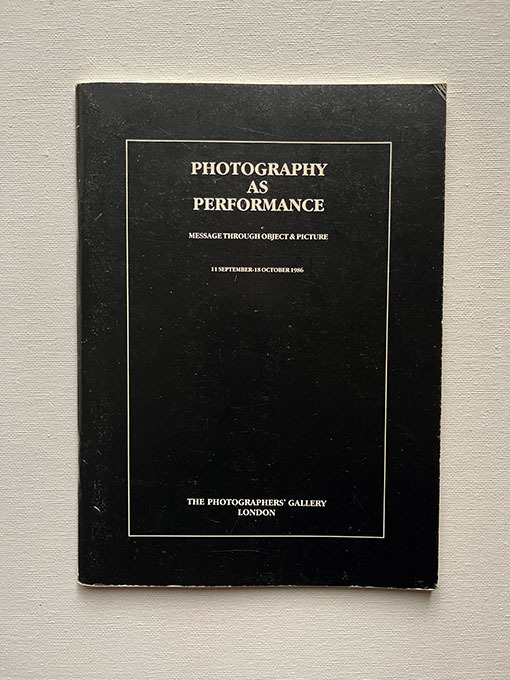 PHOTOGRAPHY
AS
PERFORMANCE
MESSAGE THROUGH OBJECT & PICTURE
11 SEPTEMBER-18 OCTOBER 1986
THE PHOTOGRAPHERS' GALLERY
LONDON